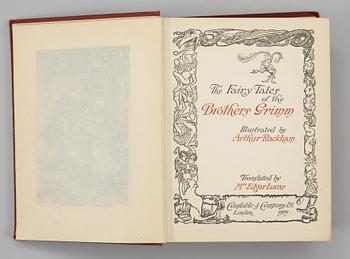 The Fairy Tales
of the
Brothers Grimm
Illustrated by
Arthur Rackham
Translated by
Mrs Edgar Lucas
Constable & Company Ltd
London 1909